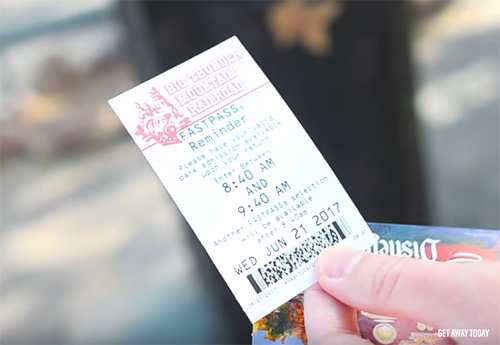 BIG THUNDER
MOUNTAIN
RAILROAD
FASTPASS®
Reminder
Please have your valid
park admission available
upon your return
Enter Between
8:40 AM
AND
9:40 AM
Another FASTPASS® selection
will be available
after 8:40am
WED JUN 21 2017
Disney
GET AWAY TODAY